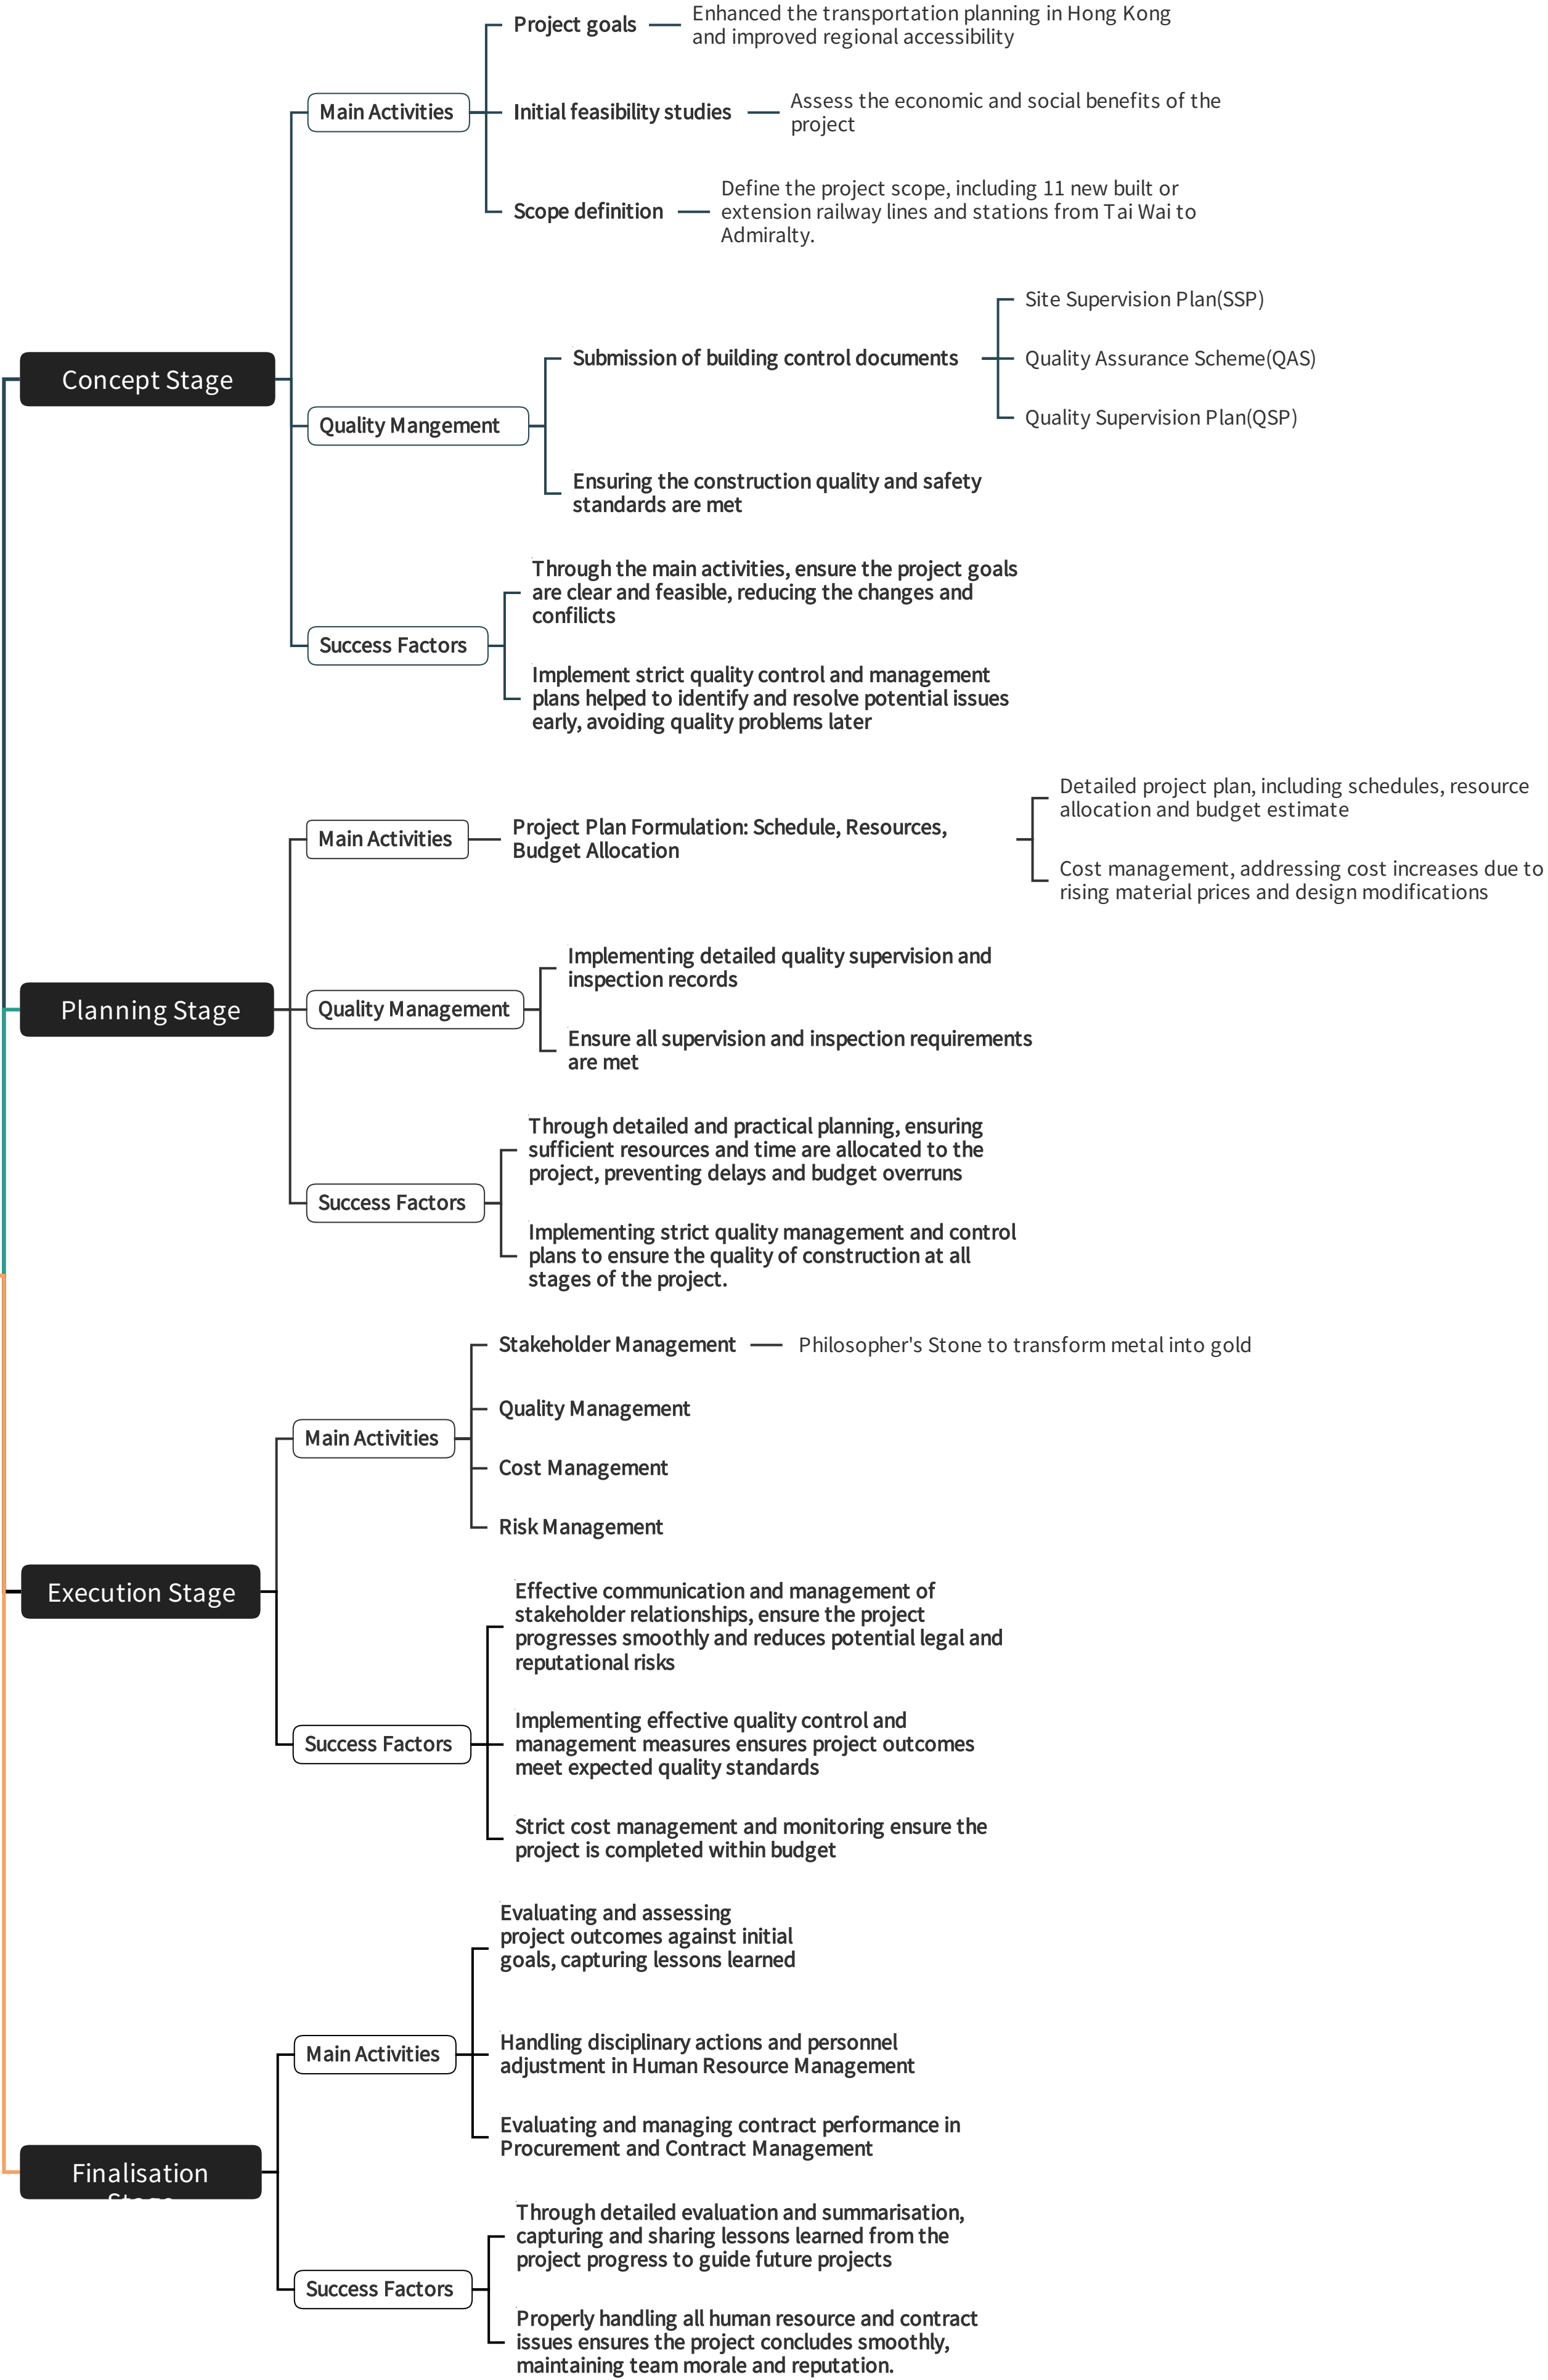 Project goals
Enhanced the transportation planning in Hong Kong
and improved regional accessibility
Main Activities
Initial feasibility studies
Assess the economic and social benefits of the
project
Scope definition
Define the project scope, including 11 new built or
extension railway lines and stations from Tai Wai to
Admiralty.
Concept Stage
Quality Mangement
Submission of building control documents
Site Supervision Plan(SSP)
Quality Assurance Scheme(QAS)
Quality Supervision Plan(QSP)
Ensuring the construction quality and safety
standards are met
Success Factors
Through the main activities, ensure the project goals
are clear and feasible, reducing the changes and
confilicts
Implement strict quality control and management
plans helped to identify and resolve potential issues
early, avoiding quality problems later
Planning Stage
Main Activities
Project Plan Formulation: Schedule, Resources,
Budget Allocation
Detailed project plan, including schedules, resource
allocation and budget estimate
Cost management, addressing cost increases due to
rising material prices and design modifications
Quality Management
Implementing detailed quality supervision and
inspection records
Ensure all supervision and inspection requirements
are met
Success Factors
Through detailed and practical planning, ensuring
sufficient resources and time are allocated to the
project, preventing delays and budget overruns
Implementing strict quality management and control
plans to ensure the quality of construction at all
stages of the project.
Execution Stage
Main Activities
Stakeholder Management
Philosopher's Stone to transform metal into gold
Quality Management
Cost Management
Risk Management
Success Factors
Effective communication and management of
stakeholder relationships, ensure the project
progresses smoothly and reduces potential legal and
reputational risks
Implementing effective quality control and
management measures ensures project outcomes
meet expected quality standards
Strict cost management and monitoring ensure the
project is completed within budget
Finalisation
Stage
Main Activities
Evaluating and assessing
project outcomes against initial
goals, capturing lessons learned
Handling disciplinary actions and personnel
adjustment in Human Resource Management
Evaluating and managing contract performance in
Procurement and Contract Management
Success Factors
Through detailed evaluation and summarisation,
capturing and sharing lessons learned from the
project progress to guide future projects
Properly handling all human resource and contract
issues ensures the project concludes smoothly,
maintaining team morale and reputation.